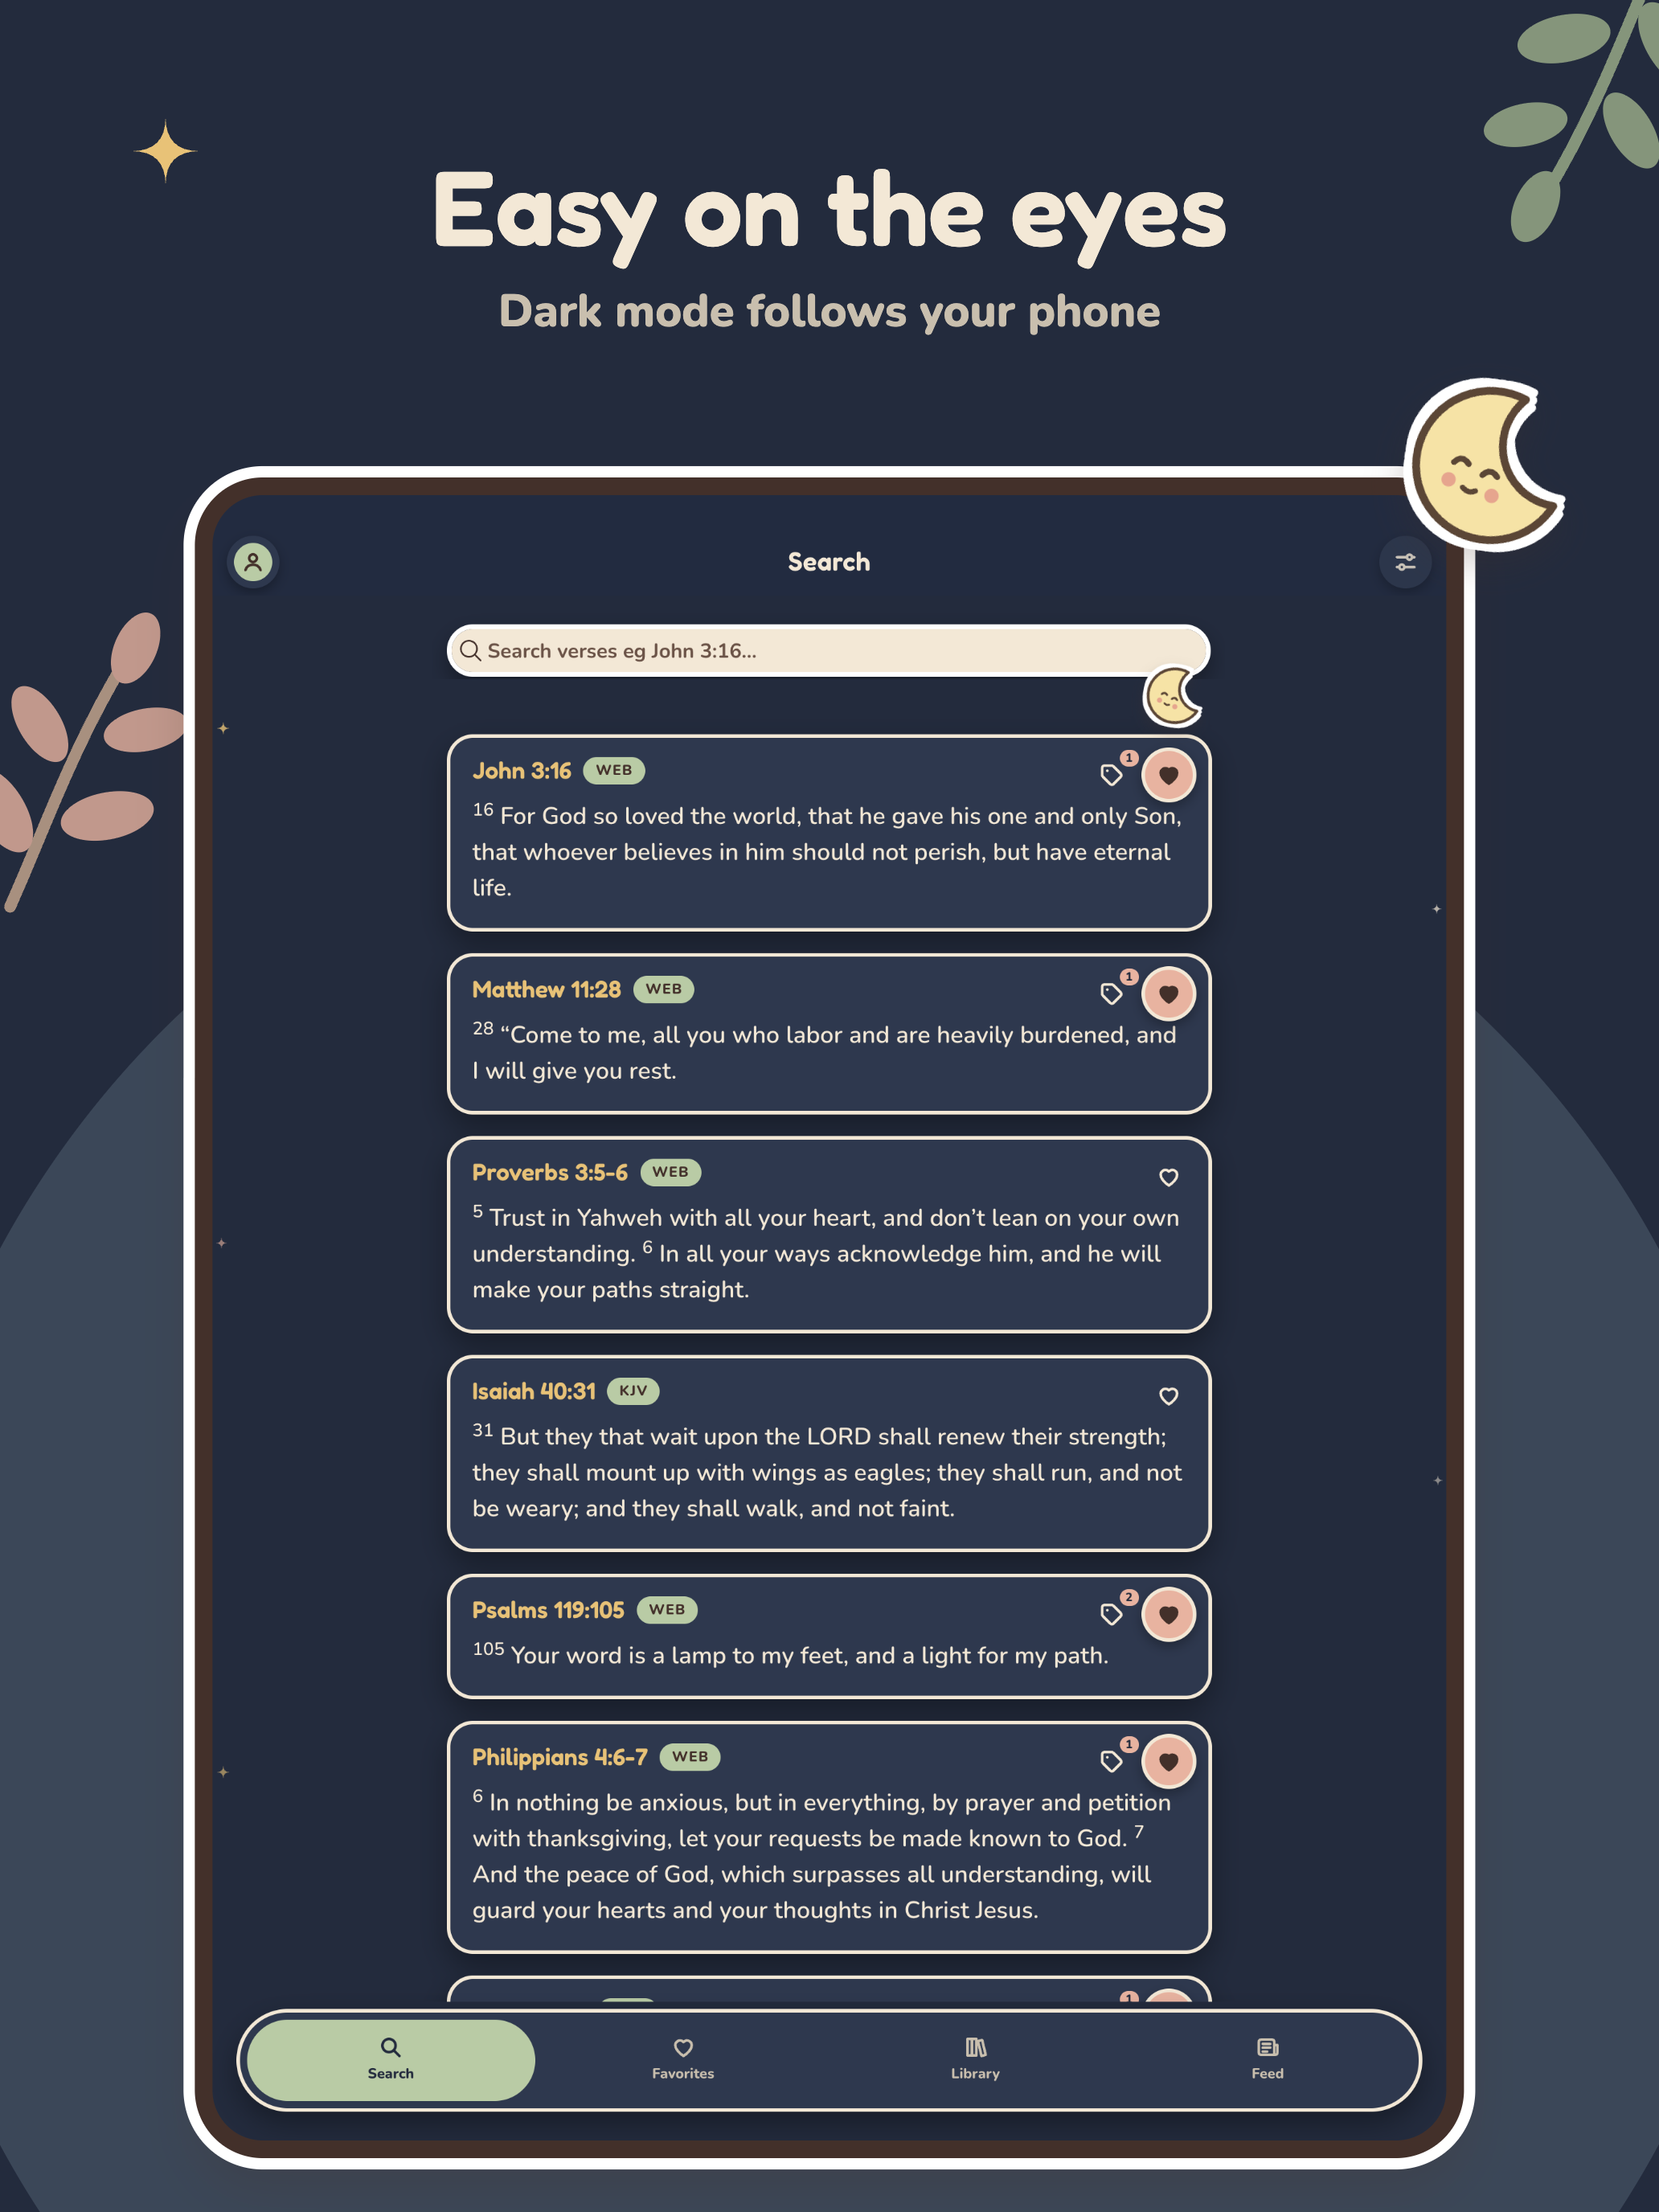 Easy on the eyes
Dark mode follows your phone
Search
Search verses eg John 3:16...
John 3:16 WEB 1
16 For God so loved the world, that he gave his one and only Son,
that whoever believes in him should not perish, but have eternal
life.
Matthew 11:28 WEB 1
28 “Come to me, all you who labor and are heavily burdened, and
I will give you rest.
Proverbs 3:5-6 WEB
5 Trust in Yahweh with all your heart, and don’t lean on your own
understanding. 6 In all your ways acknowledge him, and he will
make your paths straight.
Isaiah 40:31 KJV
31 But they that wait upon the LORD shall renew their strength;
they shall mount up with wings as eagles; they shall run, and not
be weary; and they shall walk, and not faint.
Psalms 119:105 WEB 2
105 Your word is a lamp to my feet, and a light for my path.
Philippians 4:6-7 WEB 1
6 In nothing be anxious, but in everything, by prayer and petition
with thanksgiving, let your requests be made known to God. 7
And the peace of God, which surpasses all understanding, will
guard your hearts and your thoughts in Christ Jesus.
1
Search Favorites Library Feed